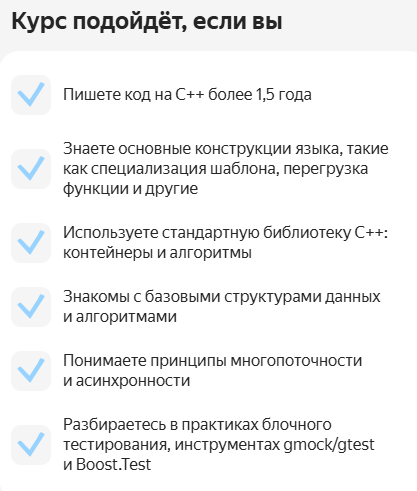 Курс подойдёт, если вы
Пишете код на C++ более 1,5 года
Знаете основные конструкции языка, такие
как специализация шаблона, перегрузка
функции и другие
Используете стандартную библиотеку C++:
контейнеры и алгоритмы
Знакомы с базовыми структурами данных
и алгоритмами
Понимаете принципы многопоточности
и асинхронности
Разбираетесь в практиках блочного
тестирования, инструментах gmock/gtest
и Boost.Test